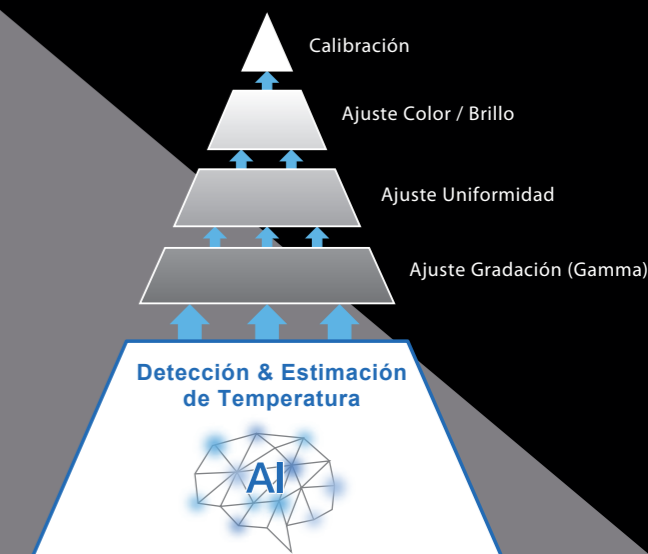 Calibración
Ajuste Color / Brillo
Ajuste Uniformidad
Ajuste Gradación (Gamma)
Detección & Estimación
de Temperatura
AI